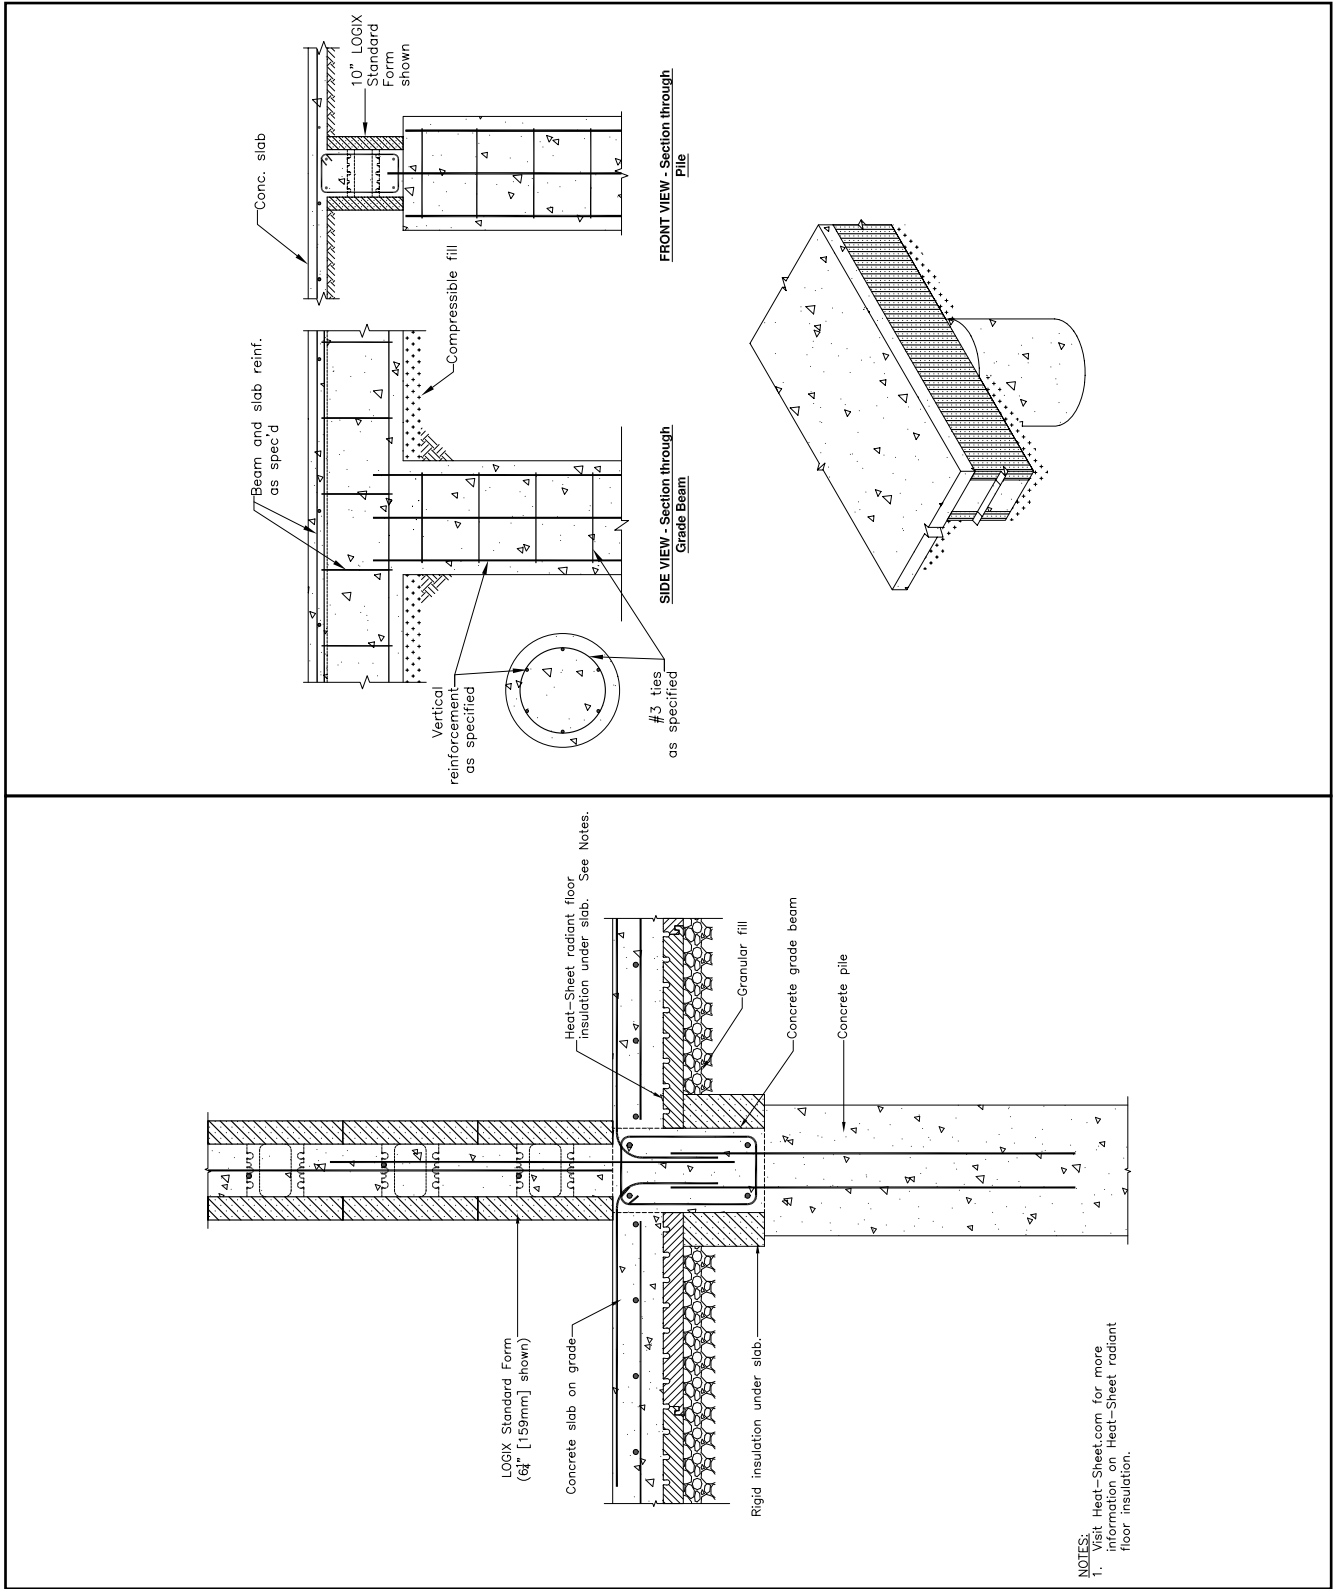 LOGIX Standard Form
(6¼" [159mm] shown)
Concrete slab on grade
Rigid insulation under slab.
Heat-Sheet radiant floor
insulation under slab. See Notes.
Granular fill
Concrete grade beam
Concrete pile
NOTES:
1. Visit Heat-Sheet.com for more
information on Heat-Sheet radiant
floor insulation.
Beam and slab reinf.
as spec'd
Conc. slab
10" LOGIX
Standard
Form
shown
Compressible fill
Vertical
reinforcement
as specified
#3 ties
as specified
SIDE VIEW - Section through
Grade Beam
FRONT VIEW - Section through
Pile